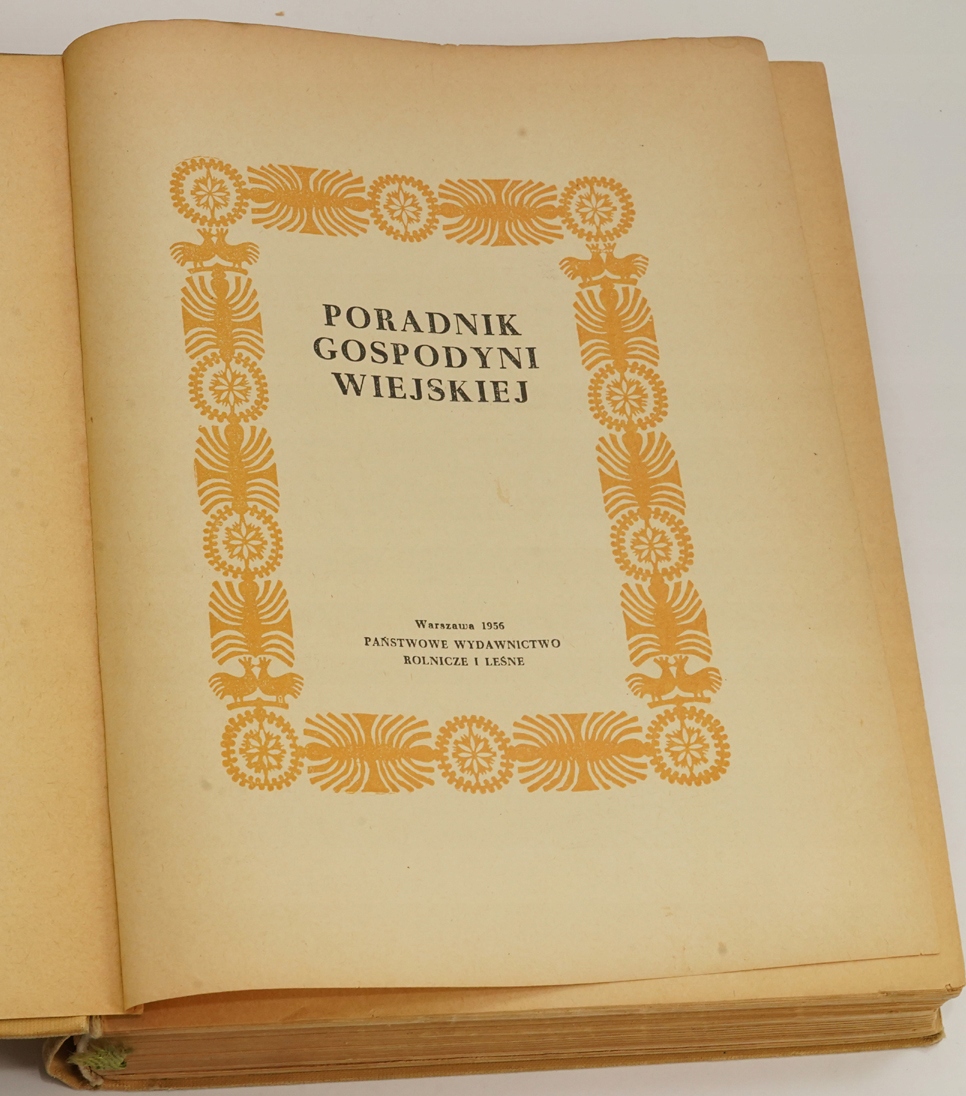 PORADNIK
GOSPODYNI
WIEJSKIEJ
Warszawa 1956
PAŃSTWOWE WYDAWNICTWO
ROLNICZE I LEŚNE